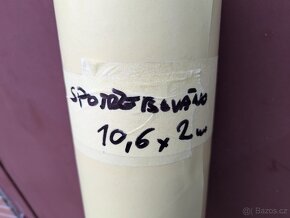 SPOTŘEBOVÁNO
10,6 x 2 m
Bazos.cz